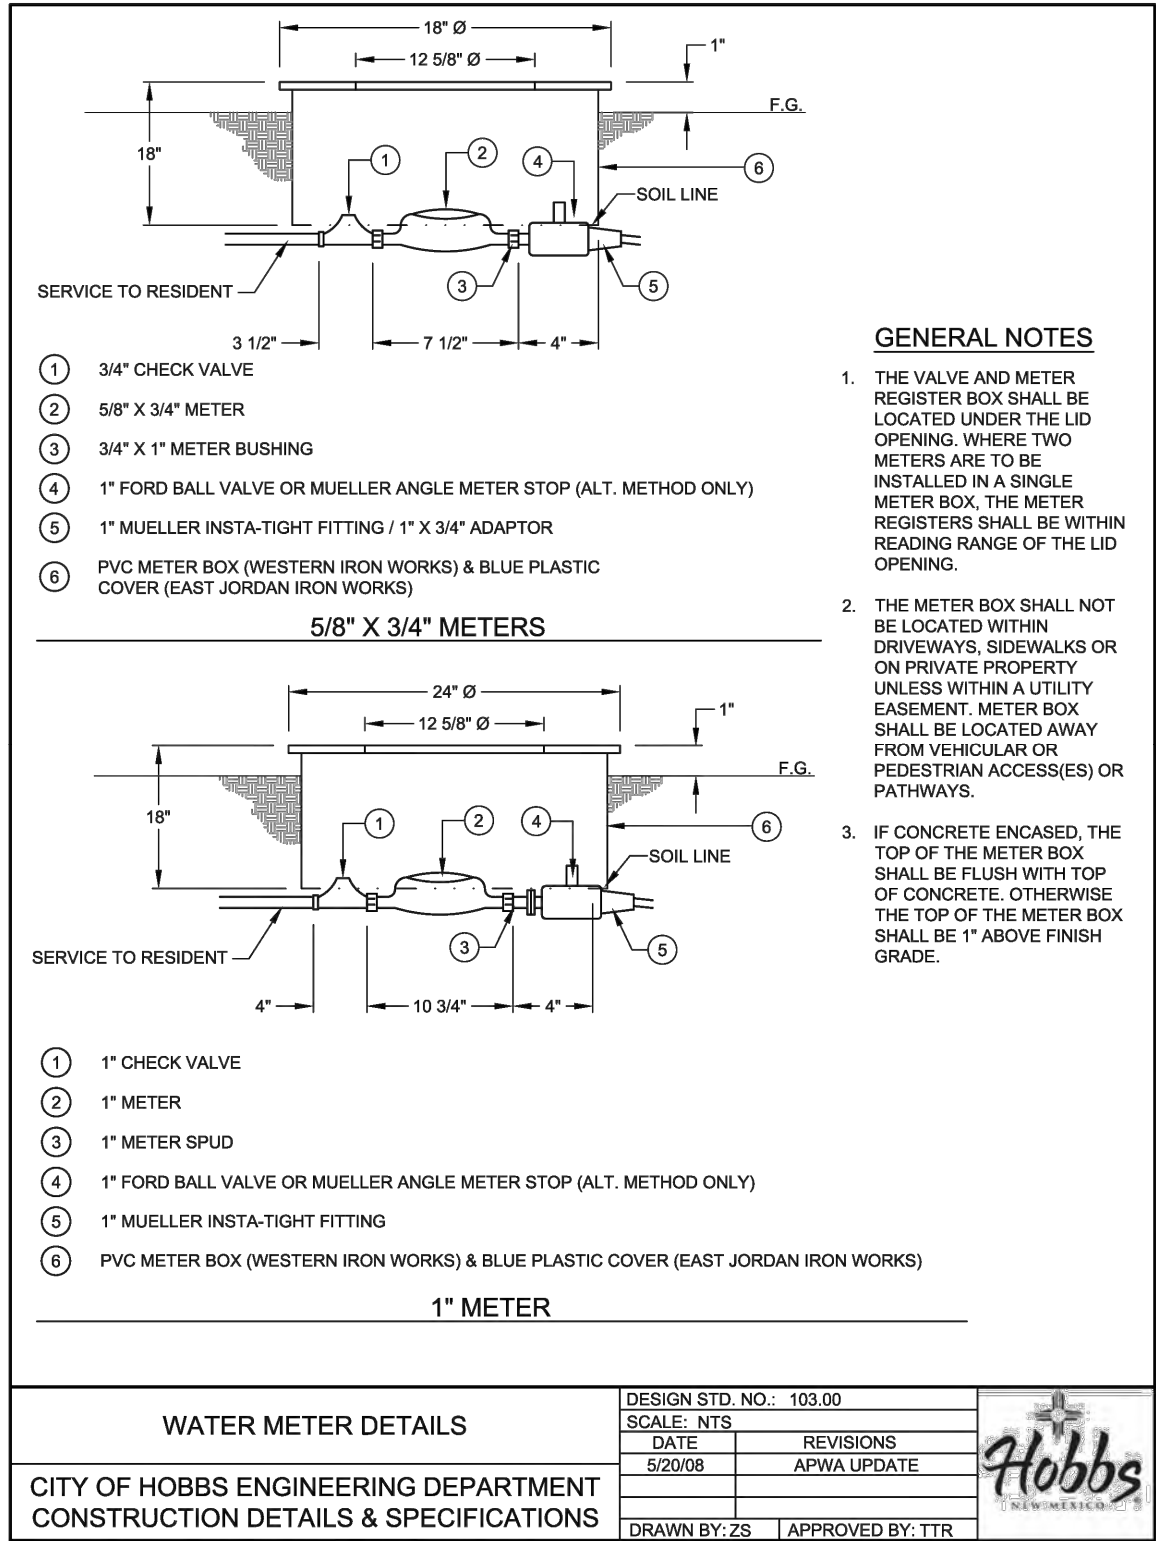 18" Ø
12 5/8" Ø
1"
F.G.
18"
1
2
4
6
SOIL LINE
3
5
SERVICE TO RESIDENT
3 1/2"
7 1/2"
4"
1 3/4" CHECK VALVE
2 5/8" X 3/4" METER
3 3/4" X 1" METER BUSHING
4 1" FORD BALL VALVE OR MUELLER ANGLE METER STOP (ALT. METHOD ONLY)
5 1" MUELLER INSTA-TIGHT FITTING / 1" X 3/4" ADAPTOR
6 PVC METER BOX (WESTERN IRON WORKS) & BLUE PLASTIC
COVER (EAST JORDAN IRON WORKS)
5/8" X 3/4" METERS
24" Ø
12 5/8" Ø
1"
F.G.
18"
1
2
4
6
SOIL LINE
3
5
SERVICE TO RESIDENT
4"
10 3/4"
4"
1 1" CHECK VALVE
2 1" METER
3 1" METER SPUD
4 1" FORD BALL VALVE OR MUELLER ANGLE METER STOP (ALT. METHOD ONLY)
5 1" MUELLER INSTA-TIGHT FITTING
6 PVC METER BOX (WESTERN IRON WORKS) & BLUE PLASTIC COVER (EAST JORDAN IRON WORKS)
1" METER
GENERAL NOTES
1. THE VALVE AND METER
REGISTER BOX SHALL BE
LOCATED UNDER THE LID
OPENING. WHERE TWO
METERS ARE TO BE
INSTALLED IN A SINGLE
METER BOX, THE METER
REGISTERS SHALL BE WITHIN
READING RANGE OF THE LID
OPENING.
2. THE METER BOX SHALL NOT
BE LOCATED WITHIN
DRIVEWAYS, SIDEWALKS OR
ON PRIVATE PROPERTY
UNLESS WITHIN A UTILITY
EASEMENT. METER BOX
SHALL BE LOCATED AWAY
FROM VEHICULAR OR
PEDESTRIAN ACCESS(ES) OR
PATHWAYS.
3. IF CONCRETE ENCASED, THE
TOP OF THE METER BOX
SHALL BE FLUSH WITH TOP
OF CONCRETE. OTHERWISE
THE TOP OF THE METER BOX
SHALL BE 1" ABOVE FINISH
GRADE.
WATER METER DETAILS
CITY OF HOBBS ENGINEERING DEPARTMENT
CONSTRUCTION DETAILS & SPECIFICATIONS
DESIGN STD. NO.: 103.00
SCALE: NTS
DATE REVISIONS
5/20/08 APWA UPDATE
DRAWN BY: ZS APPROVED BY: TTR
Hobbs
NEW MEXICO